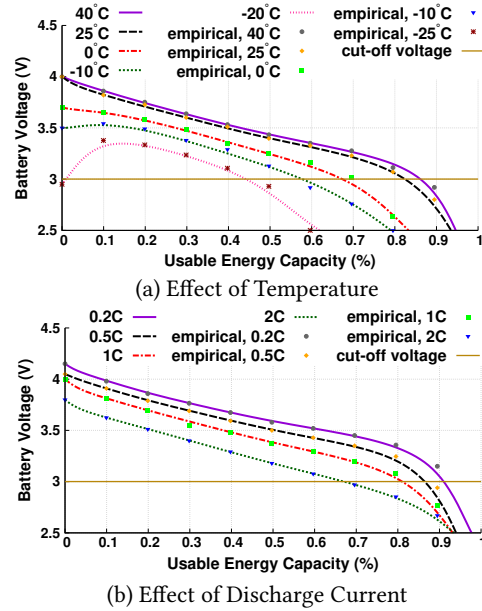 40°C
25°C
0°C
-10°C
-20°C
empirical, 40°C
empirical, 25°C
empirical, 0°C
empirical, -10°C
empirical, -25°C
cut-off voltage
Battery Voltage (V)
4.5
4
3.5
3
2.5
0 0.1 0.2 0.3 0.4 0.5 0.6 0.7 0.8 0.9 1
Usable Energy Capacity (%)
(a) Effect of Temperature
0.2C
0.5C
1C
2C
empirical, 0.2C
empirical, 0.5C
empirical, 1C
empirical, 2C
cut-off voltage
Battery Voltage (V)
4.5
4
3.5
3
2.5
0 0.1 0.2 0.3 0.4 0.5 0.6 0.7 0.8 0.9 1
Usable Energy Capacity (%)
(b) Effect of Discharge Current